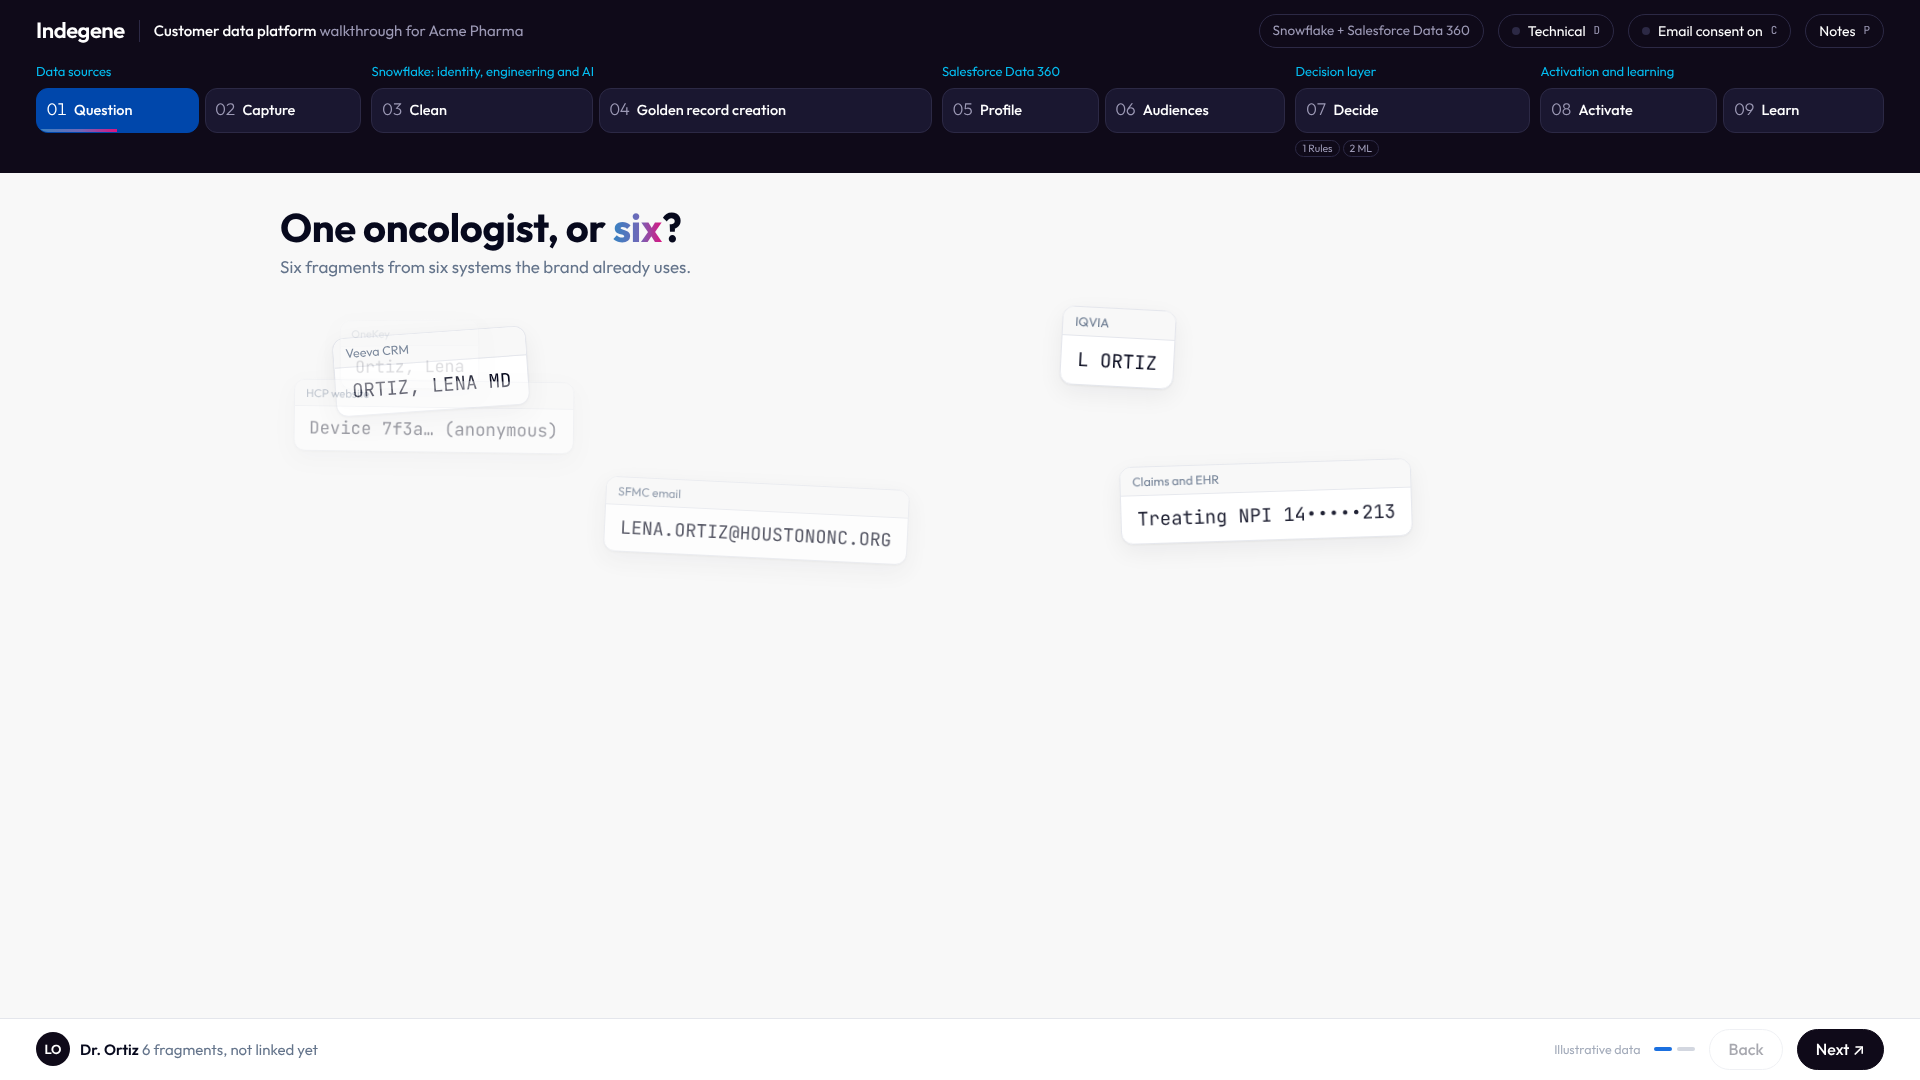 Indegene
Customer data platform walkthrough for Acme Pharma
Snowflake + Salesforce Data 360
Technical D
Email consent on C
Notes P
Data sources
Snowflake: identity, engineering and AI
Salesforce Data 360
Decision layer
Activation and learning
01 Question
02 Capture
03 Clean
04 Golden record creation
05 Profile
06 Audiences
07 Decide
08 Activate
09 Learn
1 Rules
2 ML
One oncologist, or six?
Six fragments from six systems the brand already uses.
OneKey
Ortiz, Lena
Veeva CRM
ORTIZ, LENA MD
HCP website
Device 7f3a… (anonymous)
IQVIA
L ORTIZ
SFMC email
LENA.ORTIZ@HOUSTONONC.ORG
Claims and EHR
Treating NPI 14•••••213
LO
Dr. Ortiz 6 fragments, not linked yet
Illustrative data
Back
Next ↗